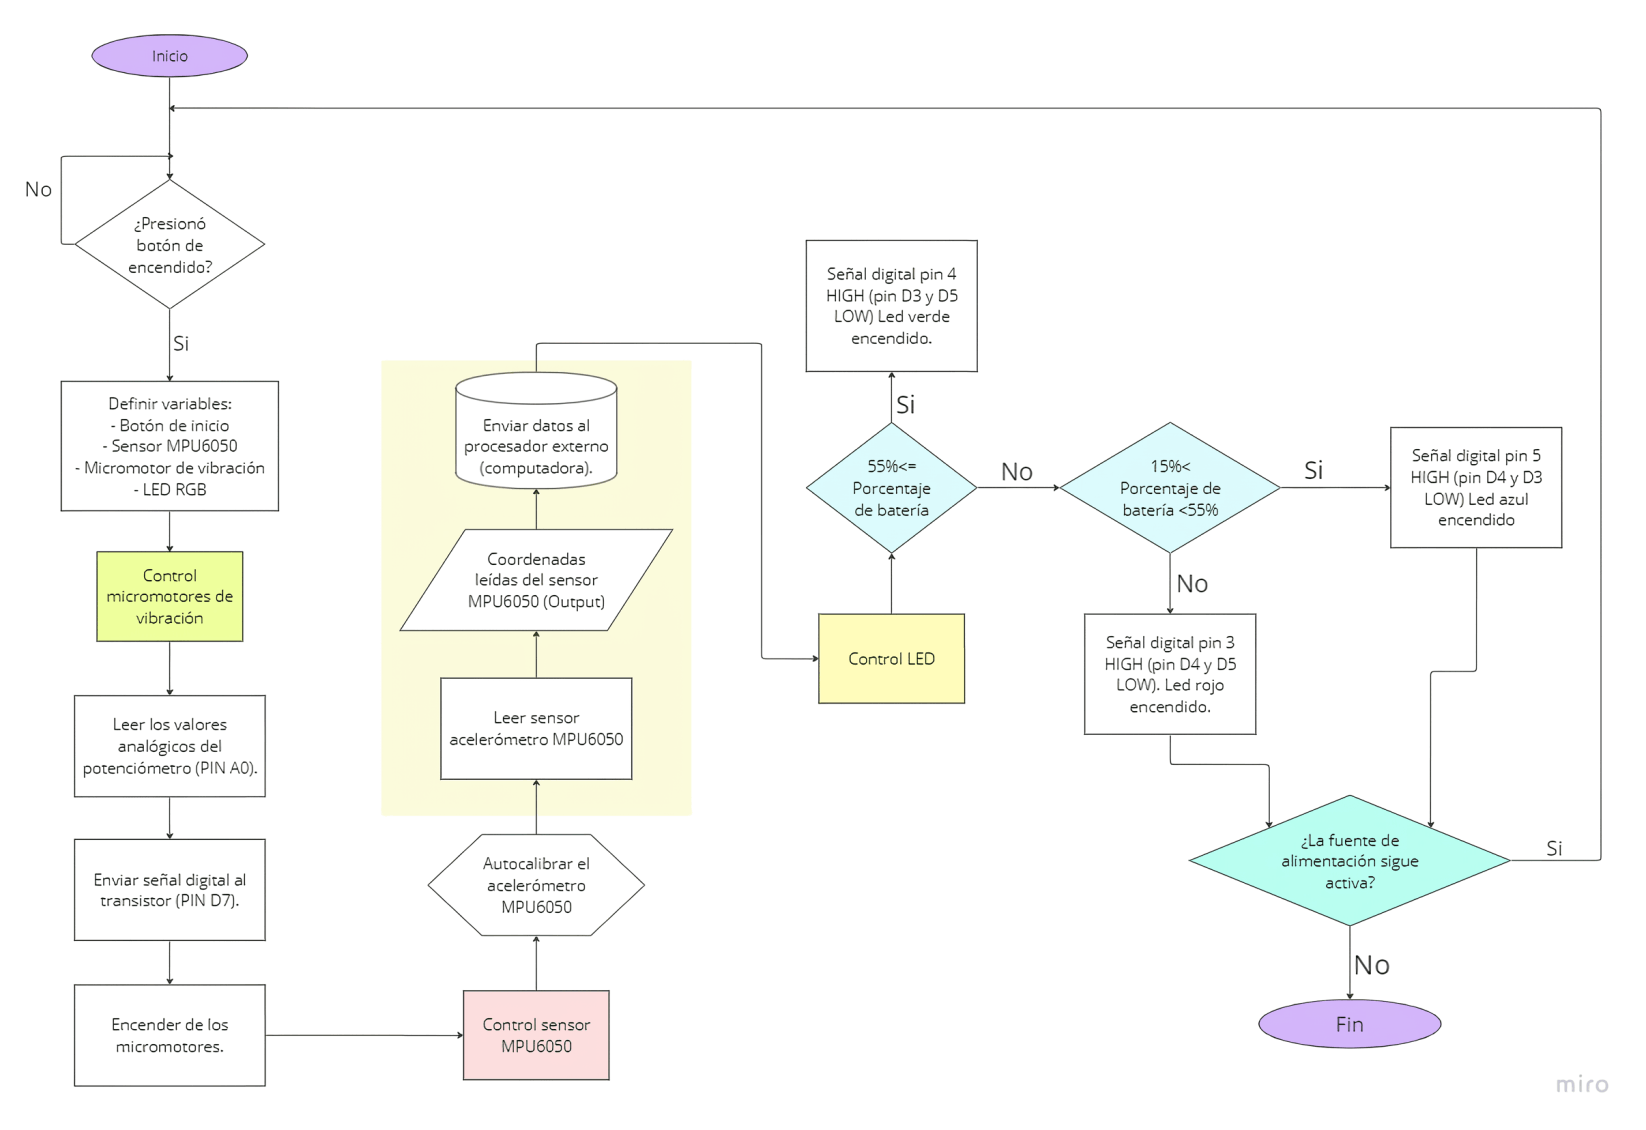 Inicio
No
¿Presionó
botón de
encendido?
Si
Definir variables:
- Botón de inicio
- Sensor MPU6050
- Micromotor de vibración
- LED RGB
Control
micromotores de
vibración
Leer los valores
analógicos del
potenciómetro (PIN A0).
Enviar señal digital al
transistor (PIN D7).
Encender de los
micromotores.
Control sensor
MPU6050
Autocalibrar el
acelerómetro
MPU6050
Leer sensor
acelerómetro MPU6050
Coordenadas
leídas del sensor
MPU6050 (Output)
Enviar datos al
procesador externo
(computadora).
Control LED
55%<=
Porcentaje
de batería
Si
Señal digital pin 4
HIGH (pin D3 y D5
LOW) Led verde
encendido.
No
15%<
Porcentaje de
batería <55%
Si
Señal digital pin 5
HIGH (pin D4 y D3
LOW) Led azul
encendido
No
Señal digital pin 3
HIGH (pin D4 y D5
LOW). Led rojo
encendido.
¿La fuente de
alimentación sigue
activa?
Si
No
Fin
miro